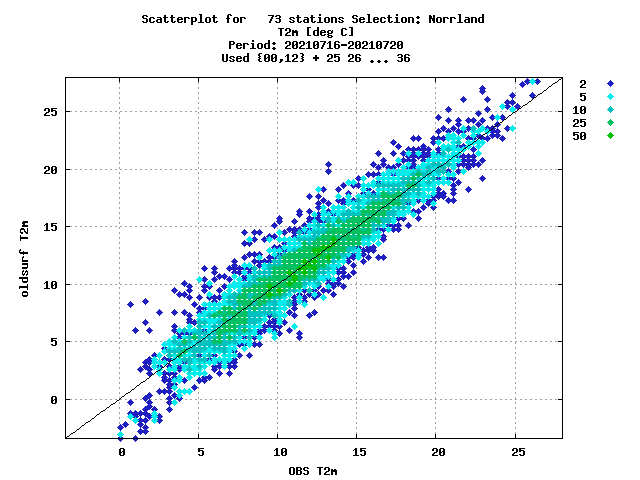 Scatterplot for   73 stations Selection: Norrland
T2m [deg C]
Period: 20210716-20210720
Used {00,12} + 25 26 ... 36
2
5
10
25
50
25
20
15
10
5
0
oldsurf T2m
0 5 10 15 20 25
OBS T2m